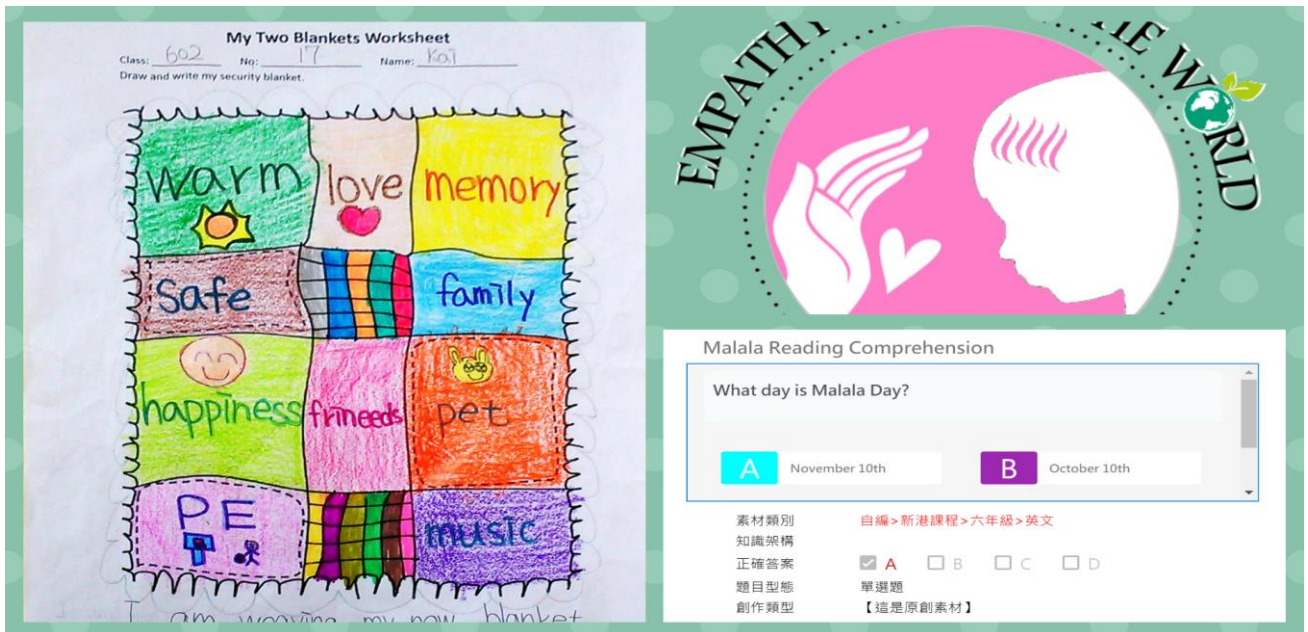 My Two Blankets Worksheet
Class: 602 No: 17 Name: Kai
Draw and write my security blanket.
warm love memory
safe family
happiness frineeds pet
PE music
I am weaving my now blanket
EMPATHY THE WORLD
Malala Reading Comprehension
What day is Malala Day?
A November 10th B October 10th
素材類別 自編>新港課程>六年級>英文
知識架構
正確答案 A B C D
題目型態 單選題
創作類型 【這是原創素材】